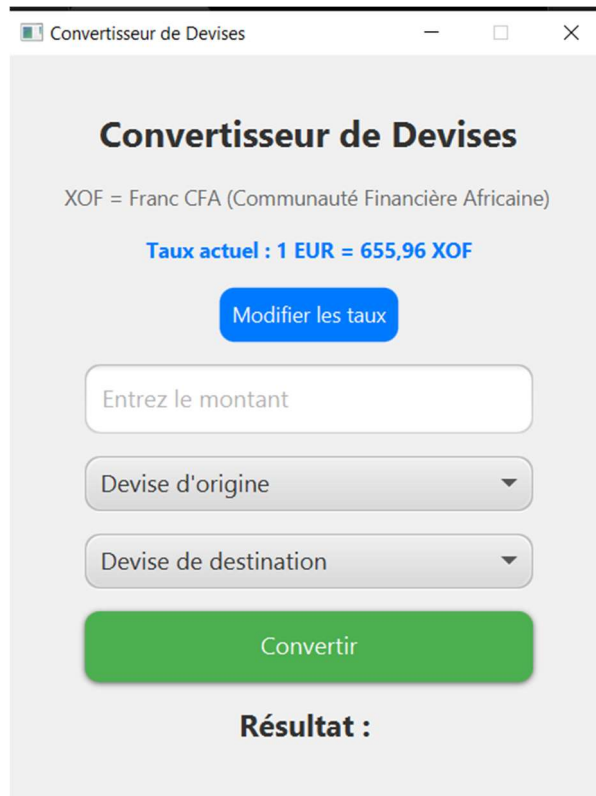 Convertisseur de Devises
Convertisseur de Devises
XOF = Franc CFA (Communauté Financière Africaine)
Taux actuel : 1 EUR = 655,96 XOF
Modifier les taux
Entrez le montant
Devise d'origine
Devise de destination
Convertir
Résultat :